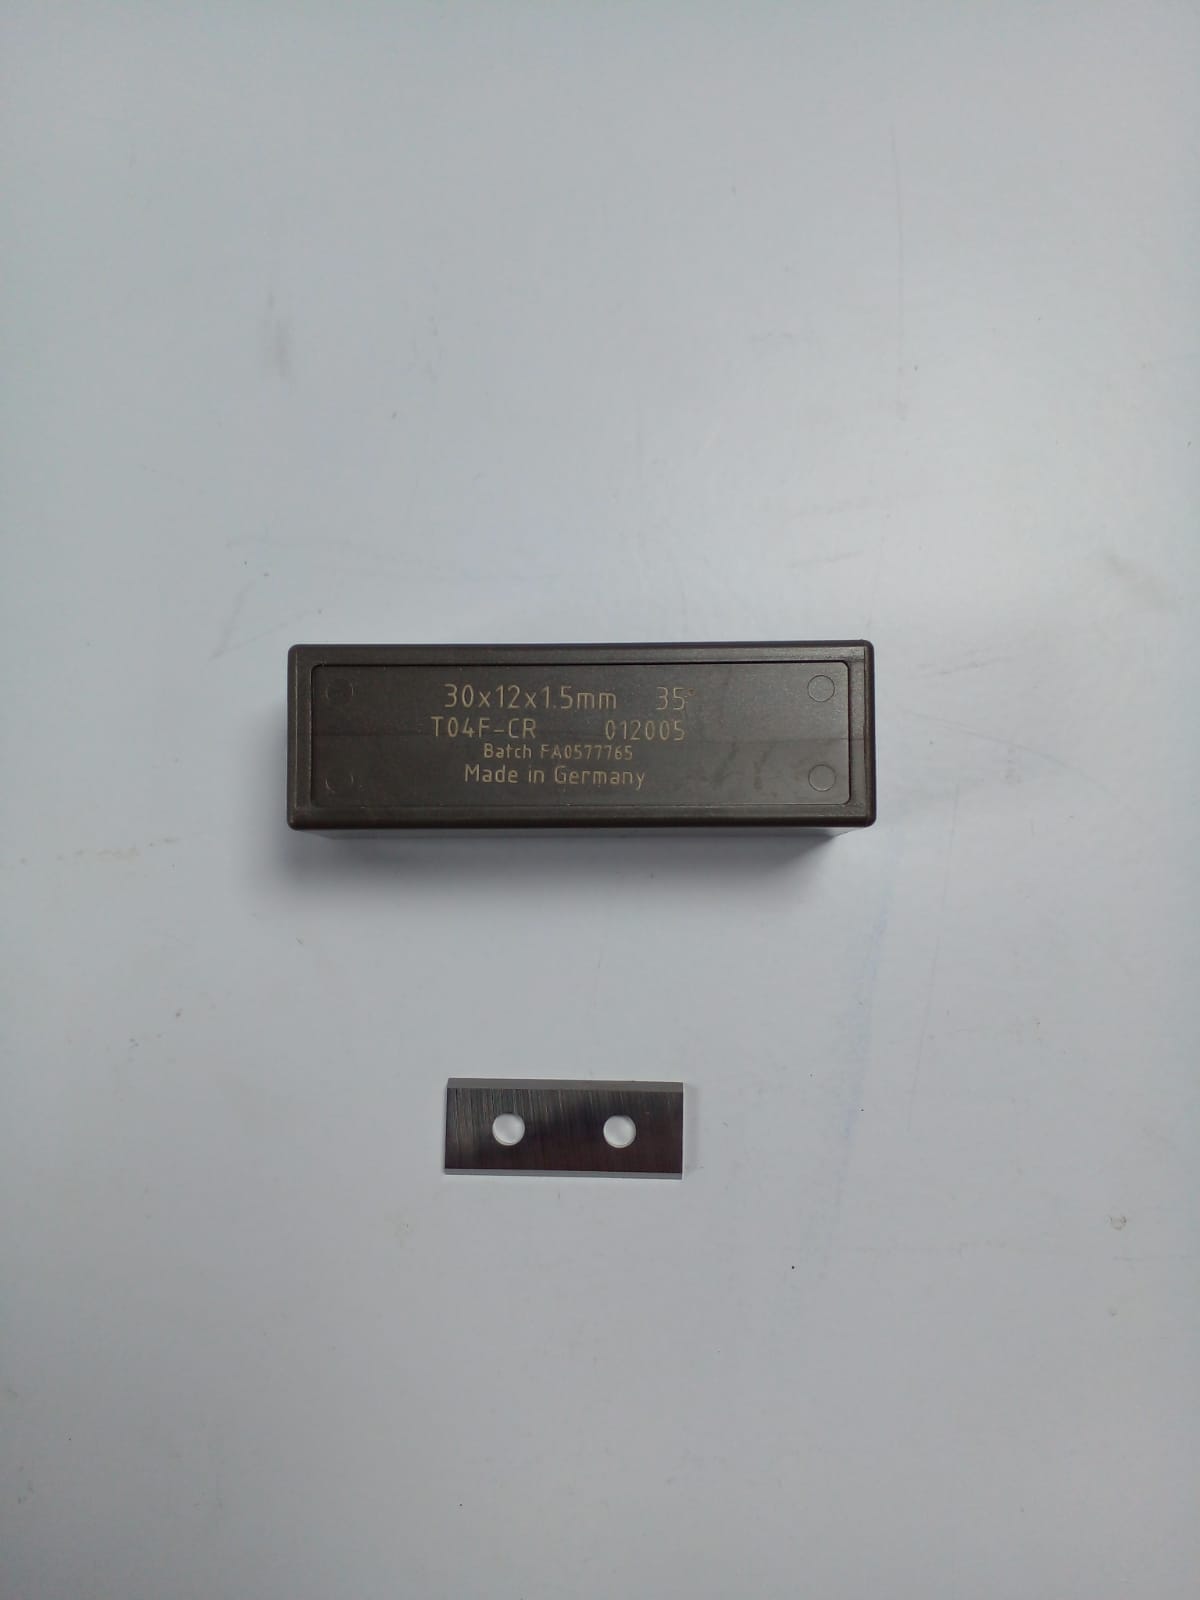 30x12x1.5mm 35°
T04F-CR 012005
Batch FA0577765
Made in Germany